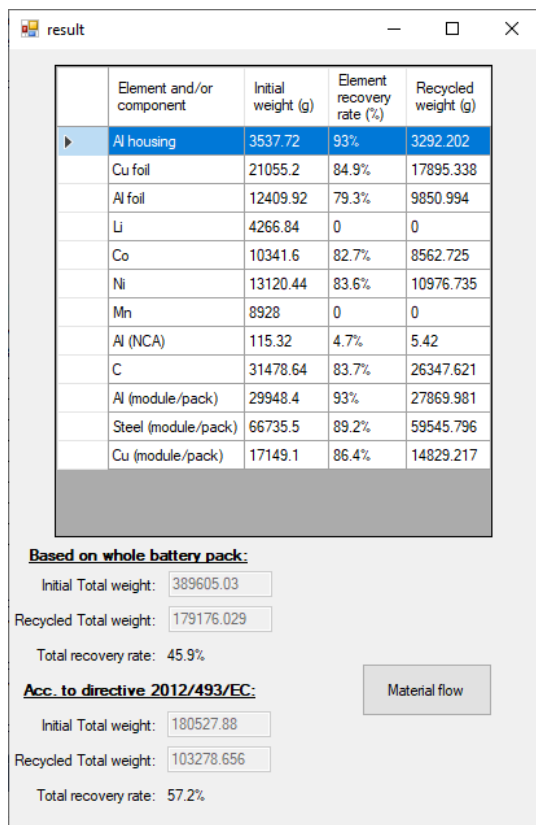 result
Element and/or component Initial weight (g) Element recovery rate (%) Recycled weight (g)
Al housing 3537.72 93% 3292.202
Cu foil 21055.2 84.9% 17895.338
Al foil 12409.92 79.3% 9850.994
Li 4266.84 0 0
Co 10341.6 82.7% 8562.725
Ni 13120.44 83.6% 10976.735
Mn 8928 0 0
Al (NCA) 115.32 4.7% 5.42
C 31478.64 83.7% 26347.621
Al (module/pack) 29948.4 93% 27869.981
Steel (module/pack) 66735.5 89.2% 59545.796
Cu (module/pack) 17149.1 86.4% 14829.217
Based on whole battery pack:
Initial Total weight: 389605.03
Recycled Total weight: 179176.029
Total recovery rate: 45.9%
Acc. to directive 2012/493/EC:
Material flow
Initial Total weight: 180527.88
Recycled Total weight: 103278.656
Total recovery rate: 57.2%